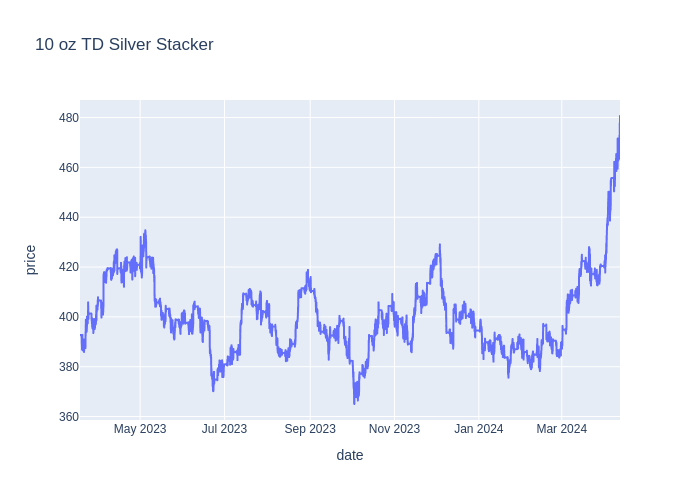 10 oz TD Silver Stacker
480
460
440
420
400
380
360
price
May 2023
Jul 2023
Sep 2023
Nov 2023
Jan 2024
Mar 2024
date